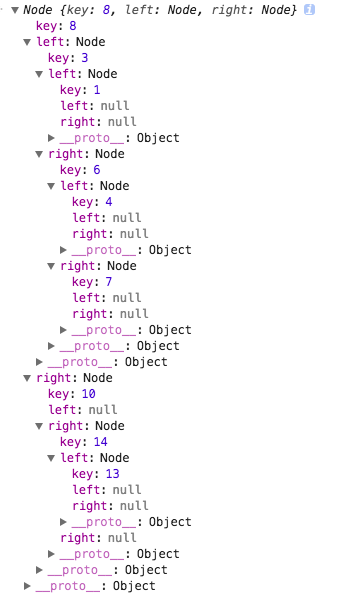 Node {key: 8, left: Node, right: Node} i
key: 8
left: Node
key: 3
left: Node
key: 1
left: null
right: null
__proto__: Object
right: Node
key: 6
left: Node
key: 4
left: null
right: null
__proto__: Object
right: Node
key: 7
left: null
right: null
__proto__: Object
__proto__: Object
__proto__: Object
right: Node
key: 10
left: null
right: Node
key: 14
left: Node
key: 13
left: null
right: null
__proto__: Object
right: null
__proto__: Object
__proto__: Object
__proto__: Object